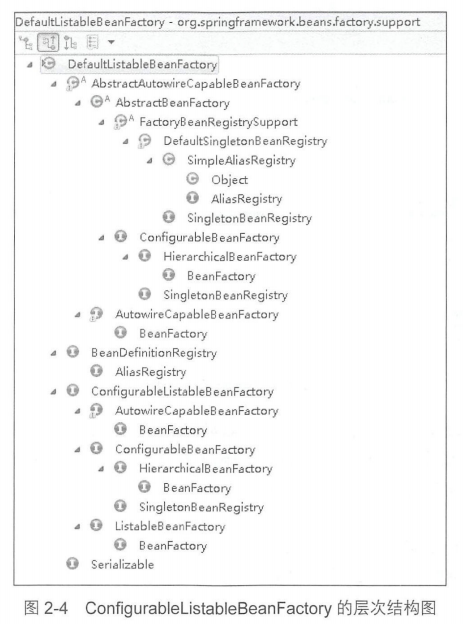 DefaultListableBeanFactory - org.springframework.beans.factory.support
DefaultListableBeanFactory
A AbstractAutowireCapableBeanFactory
A AbstractBeanFactory
A FactoryBeanRegistrySupport
DefaultSingletonBeanRegistry
SimpleAliasRegistry
Object
AliasRegistry
SingletonBeanRegistry
ConfigurableBeanFactory
HierarchicalBeanFactory
BeanFactory
SingletonBeanRegistry
AutowireCapableBeanFactory
BeanFactory
BeanDefinitionRegistry
AliasRegistry
ConfigurableListableBeanFactory
AutowireCapableBeanFactory
BeanFactory
ConfigurableBeanFactory
HierarchicalBeanFactory
BeanFactory
SingletonBeanRegistry
ListableBeanFactory
BeanFactory
Serializable
图 2-4 ConfigurableListableBeanFactory 的层次结构图